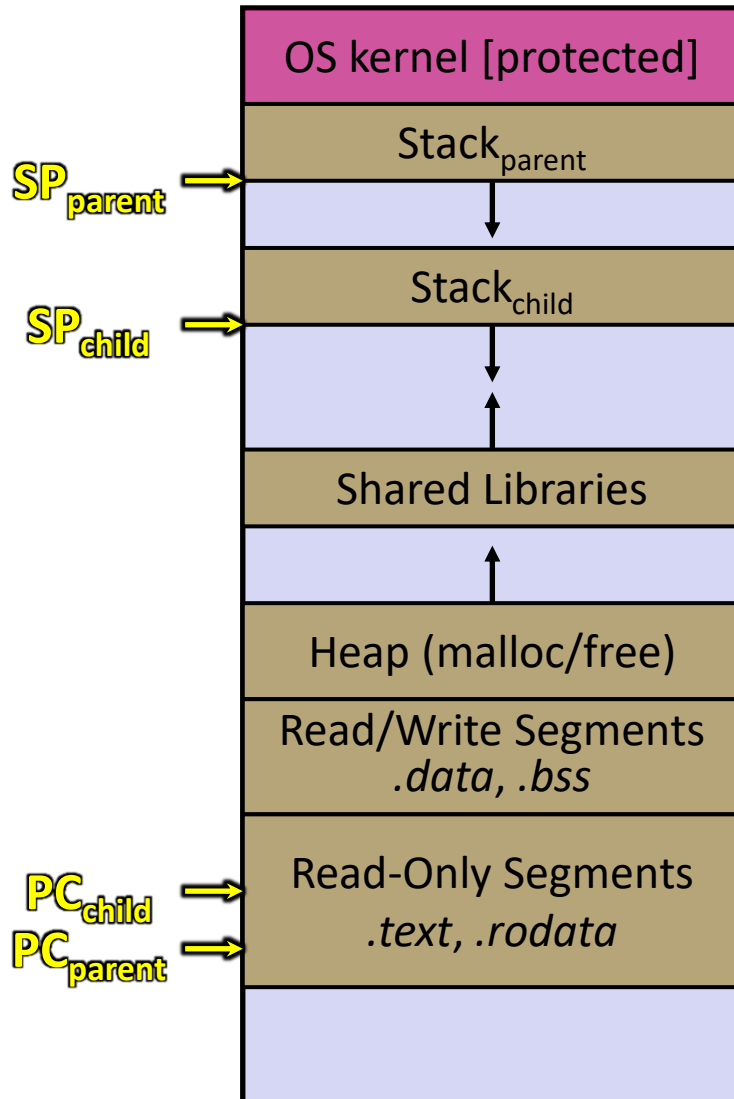 OS kernel [protected]
Stackparent
SPparent
Stackchild
SPchild
Shared Libraries
Heap (malloc/free)
Read/Write Segments
.data, .bss
PCchild
Read-Only Segments
PCparent
.text, .rodata